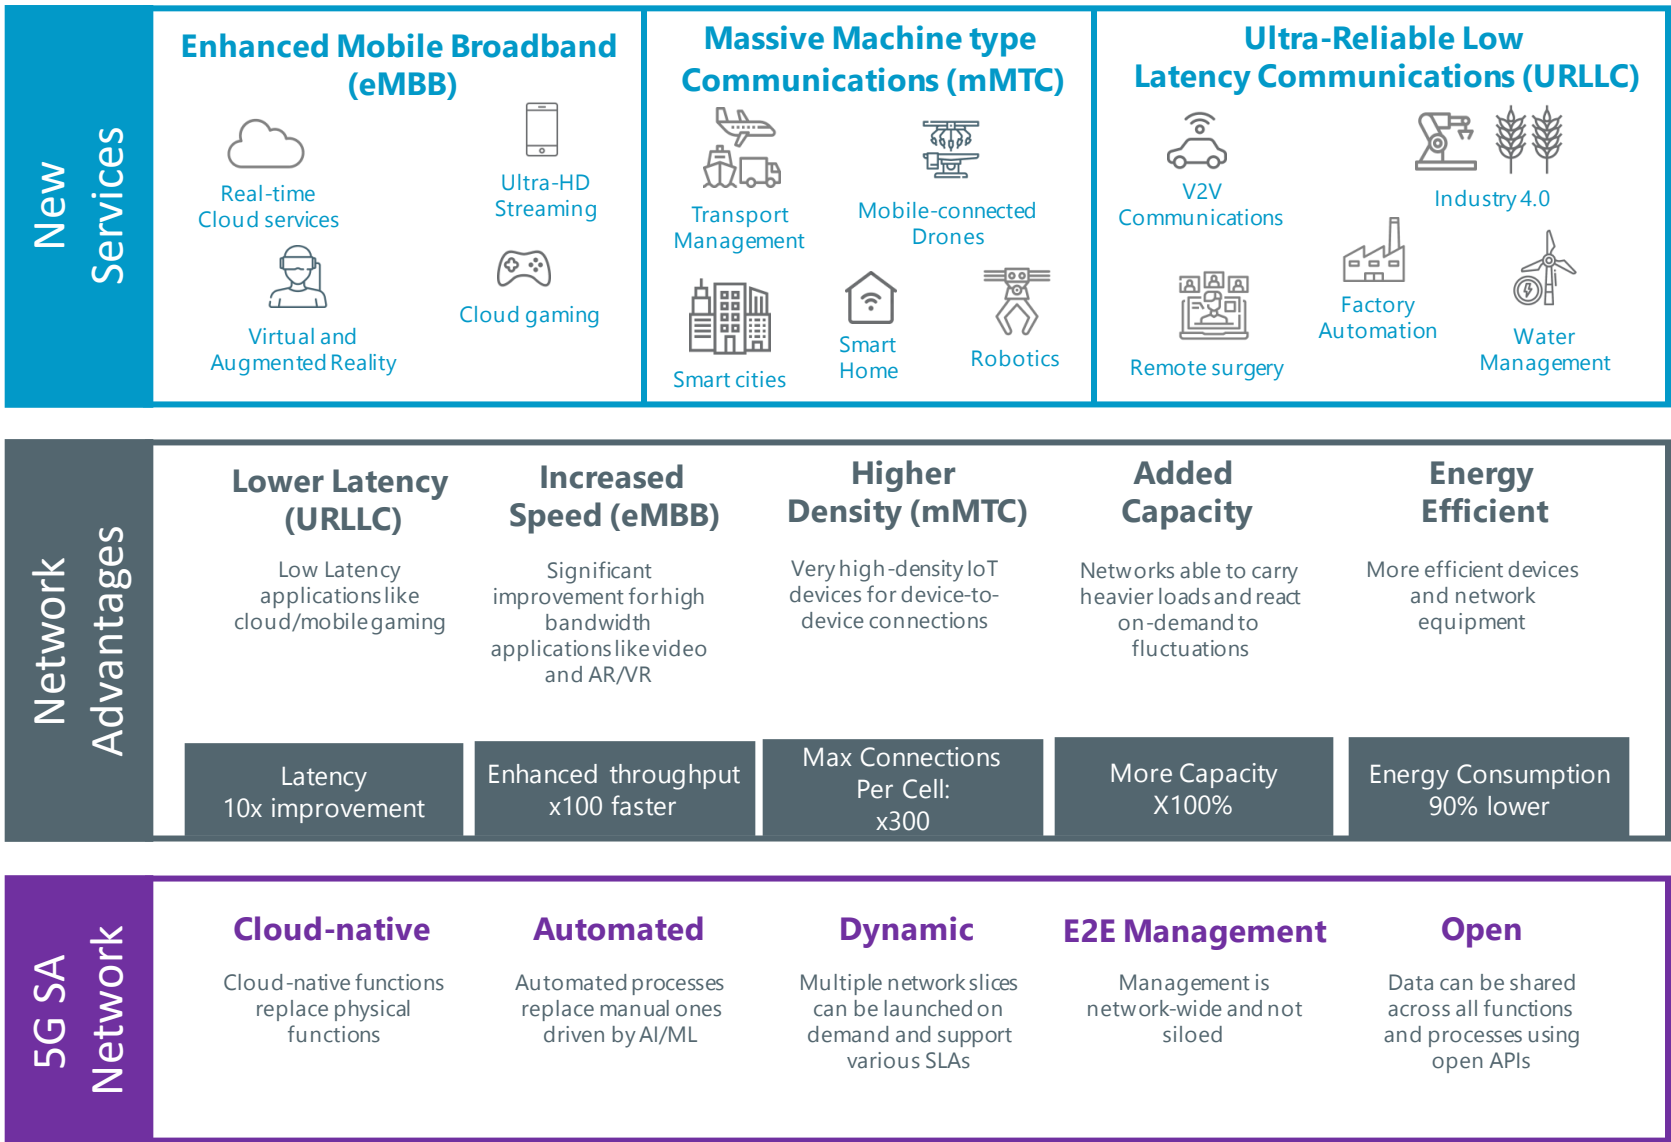 New
Services
Enhanced Mobile Broadband
(eMBB)
Real-time
Cloud services
Ultra-HD
Streaming
Virtual and
Augmented Reality
Cloud gaming
Massive Machine type
Communications (mMTC)
Transport
Management
Mobile-connected
Drones
Smart cities
Smart
Home
Robotics
Ultra-Reliable Low
Latency Communications (URLLC)
V2V
Communications
Industry 4.0
Remote surgery
Factory
Automation
Water
Management
Network
Advantages
Lower Latency
(URLLC)
Low Latency
applications like
cloud/mobile gaming
Latency
10x improvement
Increased
Speed (eMBB)
Significant
improvement for high
bandwidth
applications like video
and AR/VR
Enhanced throughput
x100 faster
Higher
Density (mMTC)
Very high-density IoT
devices for device-to-
device connections
Max Connections
Per Cell:
x300
Added
Capacity
Networks able to carry
heavier loads and react
on-demand to
fluctuations
More Capacity
X100%
Energy
Efficient
More efficient devices
and network
equipment
Energy Consumption
90% lower
5G SA
Network
Cloud-native
Cloud-native functions
replace physical
functions
Automated
Automated processes
replace manual ones
driven by AI/ML
Dynamic
Multiple network slices
can be launched on
demand and support
various SLAs
E2E Management
Management is
network-wide and not
siloed
Open
Data can be shared
across all functions
and processes using
open APIs